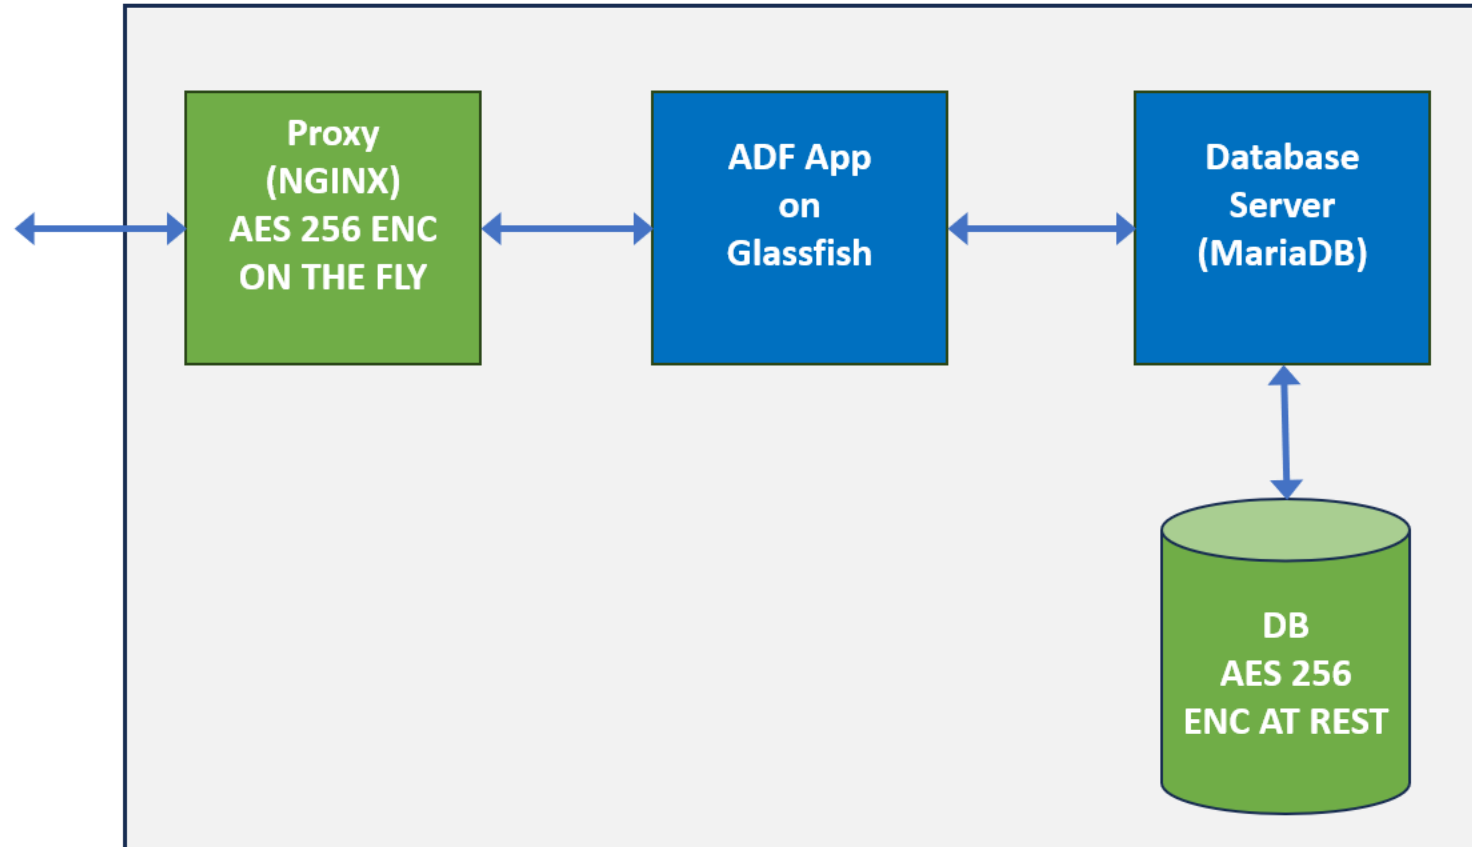 Proxy
(NGINX)
AES 256 ENC
ON THE FLY
ADF App
on
Glassfish
Database
Server
(MariaDB)
DB
AES 256
ENC AT REST